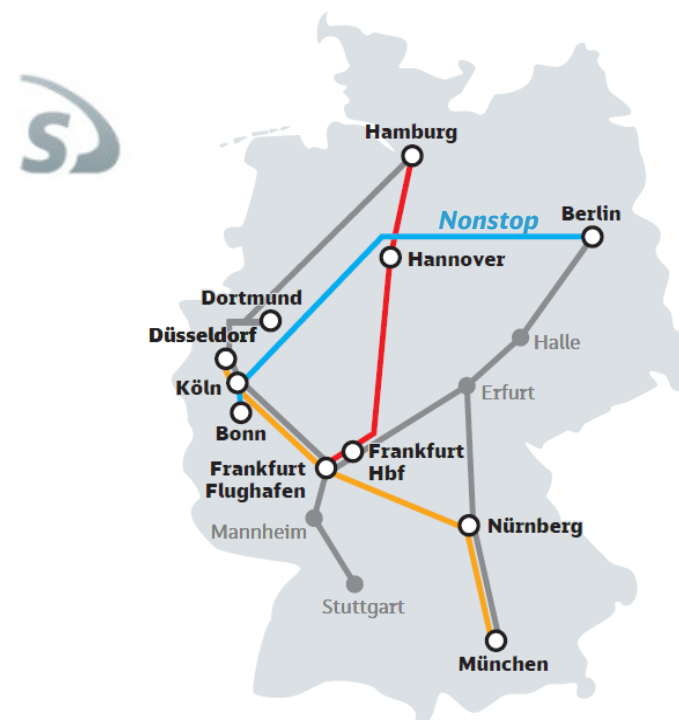 S
Hamburg
Nonstop
Berlin
Hannover
Dortmund
Düsseldorf
Halle
Köln
Erfurt
Bonn
Frankfurt
Hbf
Frankfurt
Flughafen
Mannheim
Nürnberg
Stuttgart
München